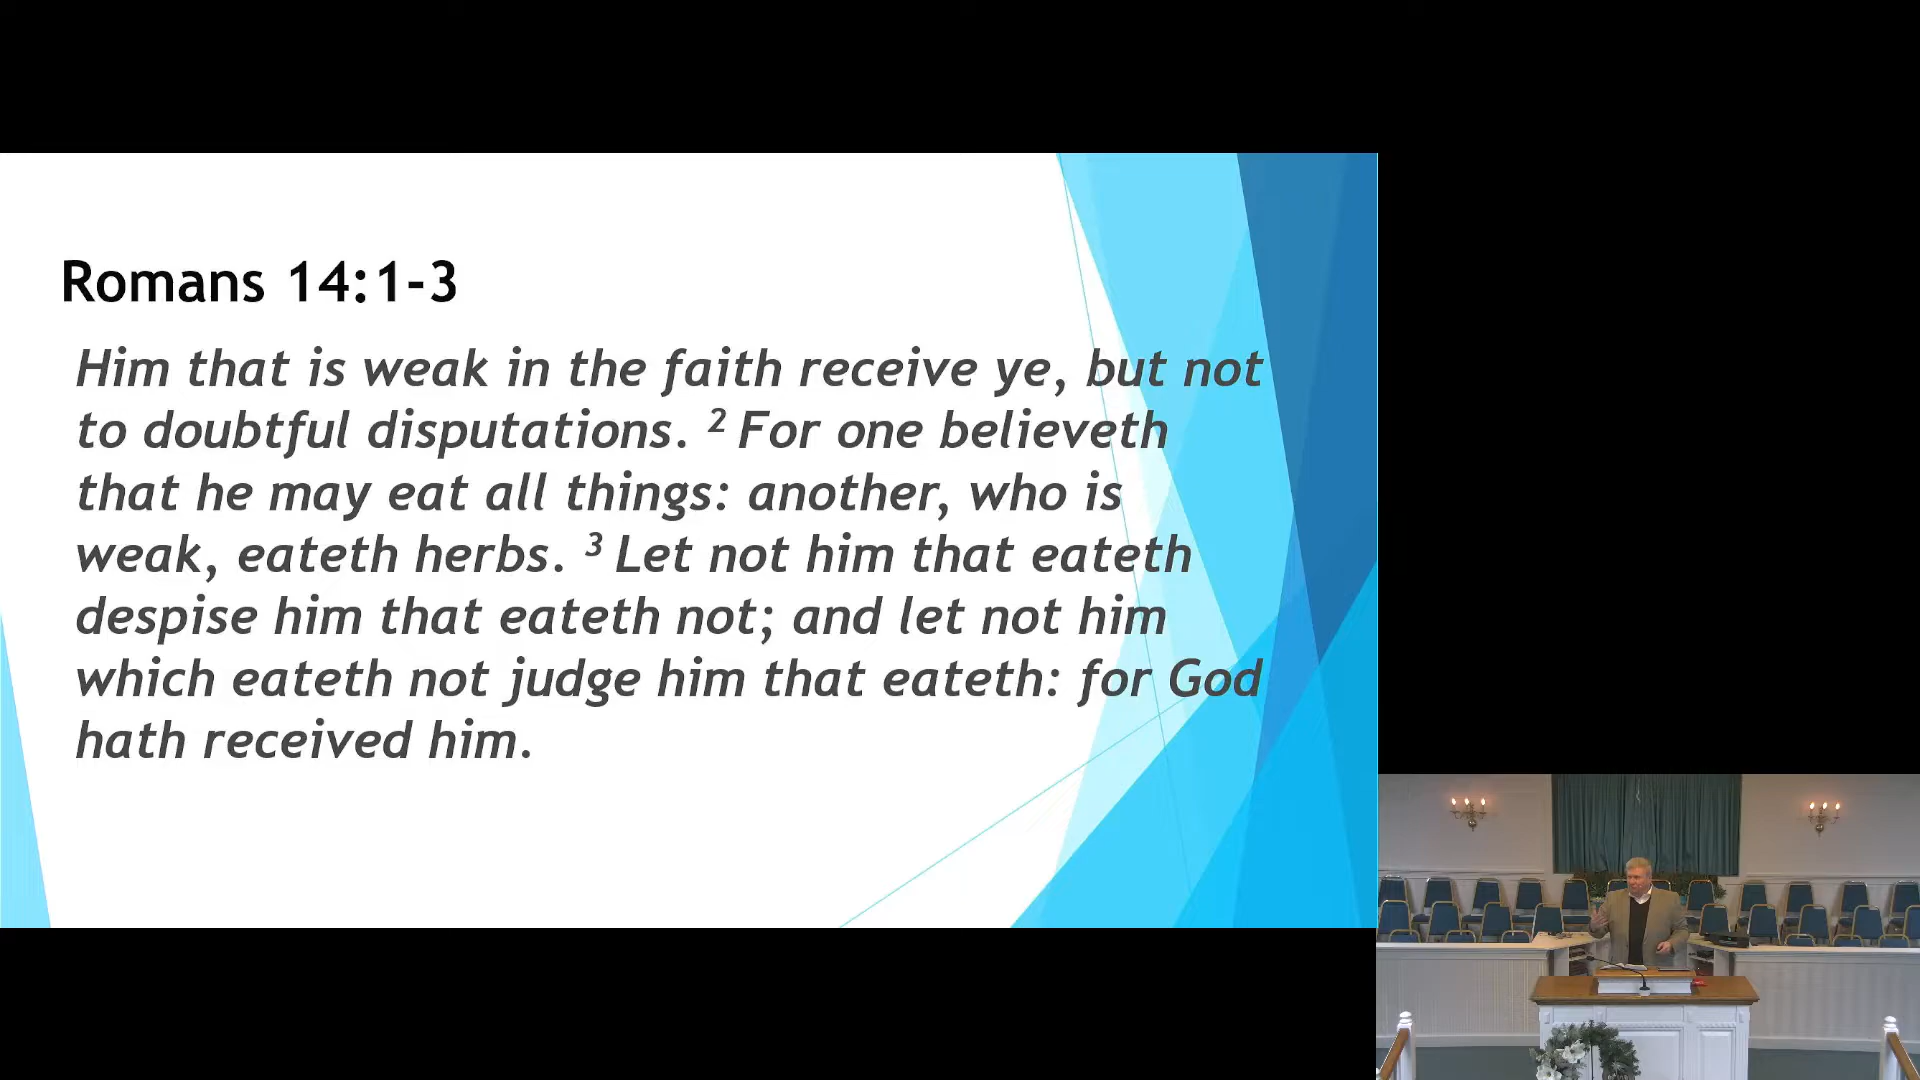 Romans 14:1-3
Him that is weak in the faith receive ye, but not
to doubtful disputations. ² For one believeth
that he may eat all things: another, who is
weak, eateth herbs. ³ Let not him that eateth
despise him that eateth not; and let not him
which eateth not judge him that eateth: for God
hath received him.